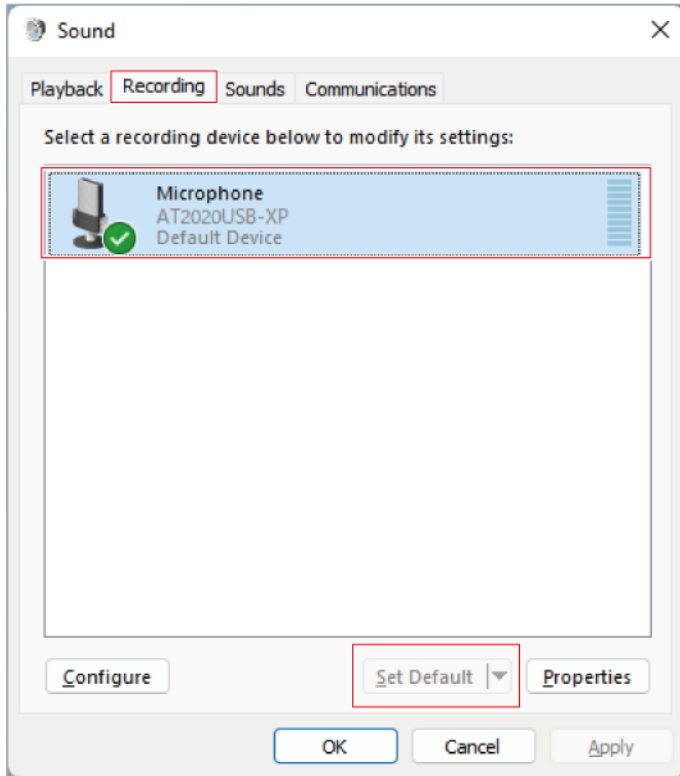 Sound
Playback Recording Sounds Communications
Select a recording device below to modify its settings:
Microphone
AT2020USB-XP
Default Device
Configure Set Default Properties
OK Cancel Apply